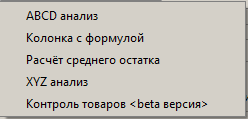 ABCD анализ
Колонка с формулой
Расчёт среднего остатка
XYZ анализ
Контроль товаров <beta версия>